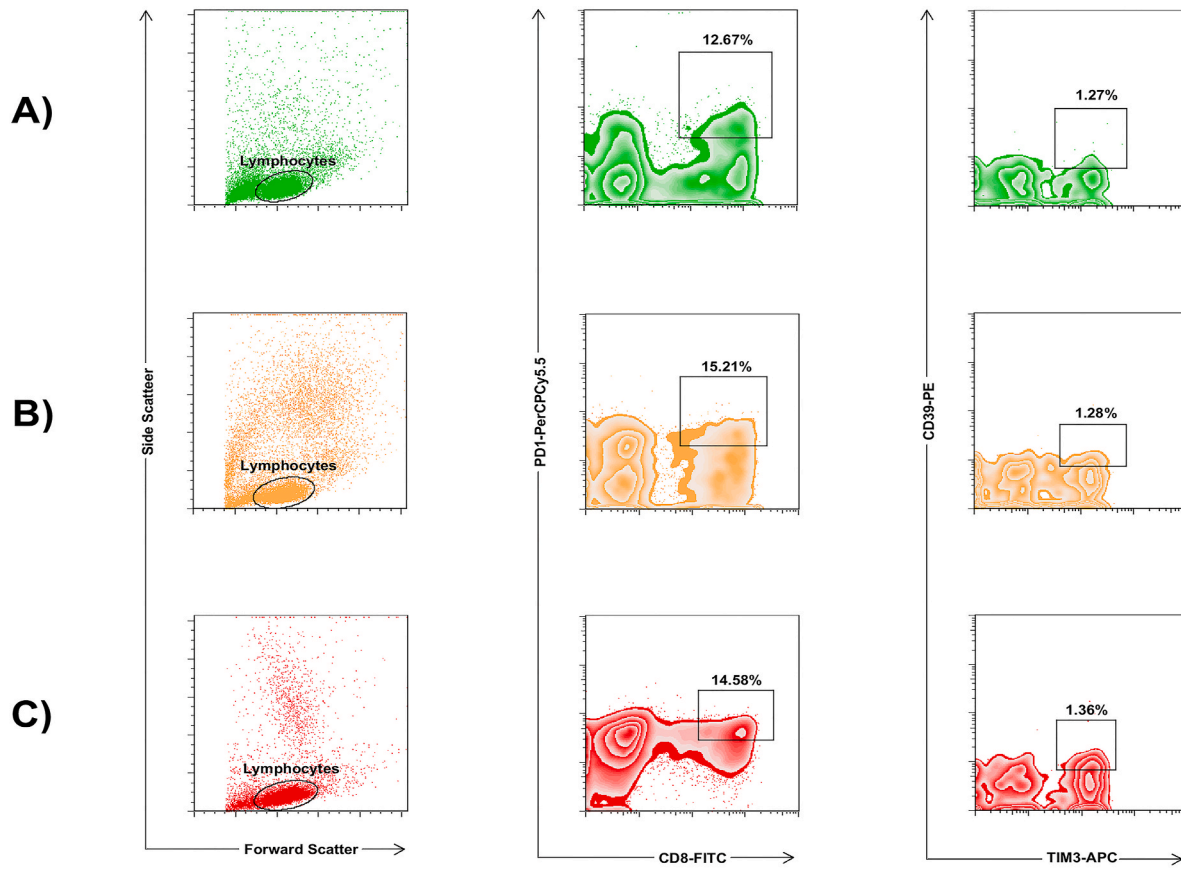 A)
Lymphocytes
12.67%
1.27%
B)
Side Scatteer
Lymphocytes
PD1-PerCPCy5.5
15.21%
CD39-PE
1.28%
C)
Lymphocytes
14.58%
1.36%
Forward Scatter
CD8-FITC
TIM3-APC